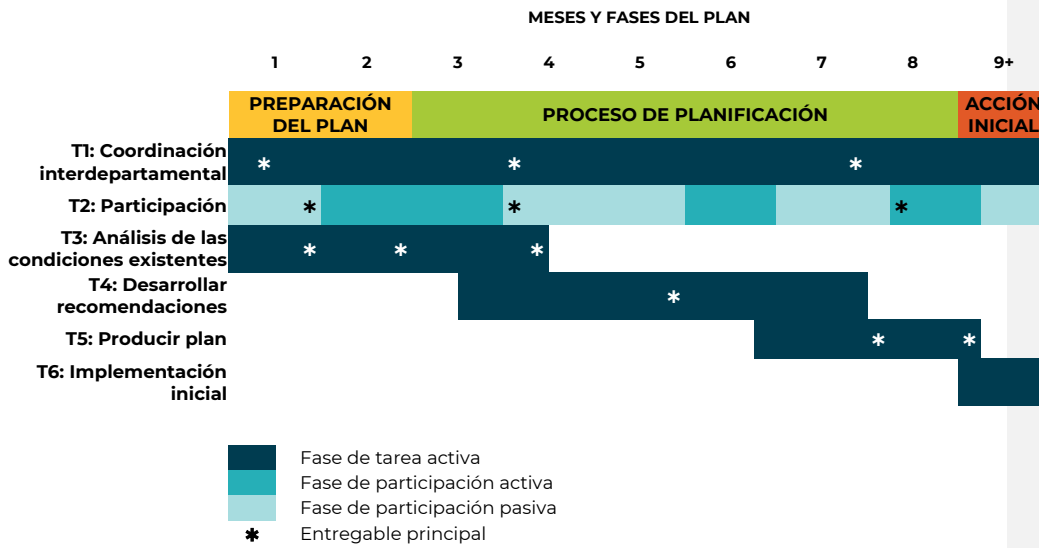 MESES Y FASES DEL PLAN
1 2 3 4 5 6 7 8 9+
PREPARACIÓN
DEL PLAN
PROCESO DE PLANIFICACIÓN
ACCIÓN
INICIAL
T1: Coordinación
interdepartamental
* * *
T2: Participación
* * *
T3: Análisis de las
condiciones existentes
* * *
T4: Desarrollar
recomendaciones
*
T5: Producir plan
* *
T6: Implementación
inicial
Fase de tarea activa
Fase de participación activa
Fase de participación pasiva
* Entregable principal